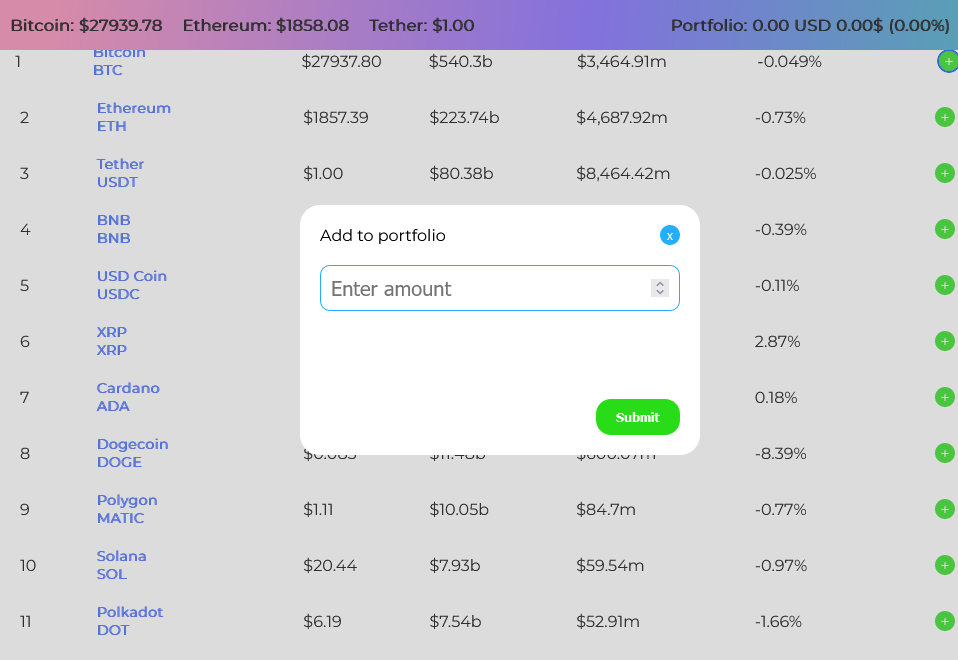 Bitcoin: $27939.78 Ethereum: $1858.08 Tether: $1.00 Portfolio: 0.00 USD 0.00$ (0.00%)
1 Bitcoin BTC $27937.80 $540.3b $3,464.91m -0.049% +
2 Ethereum ETH $1857.39 $223.74b $4,687.92m -0.73% +
3 Tether USDT $1.00 $80.38b $8,464.42m -0.025% +
4 BNB BNB -0.39% +
Add to portfolio x
5 USD Coin USDC -0.11% +
Enter amount
6 XRP XRP 2.87% +
7 Cardano ADA 0.18% +
Submit
8 Dogecoin DOGE -8.39% +
9 Polygon MATIC $1.11 $10.05b $84.7m -0.77% +
10 Solana SOL $20.44 $7.93b $59.54m -0.97% +
11 Polkadot DOT $6.19 $7.54b $52.91m -1.66% +